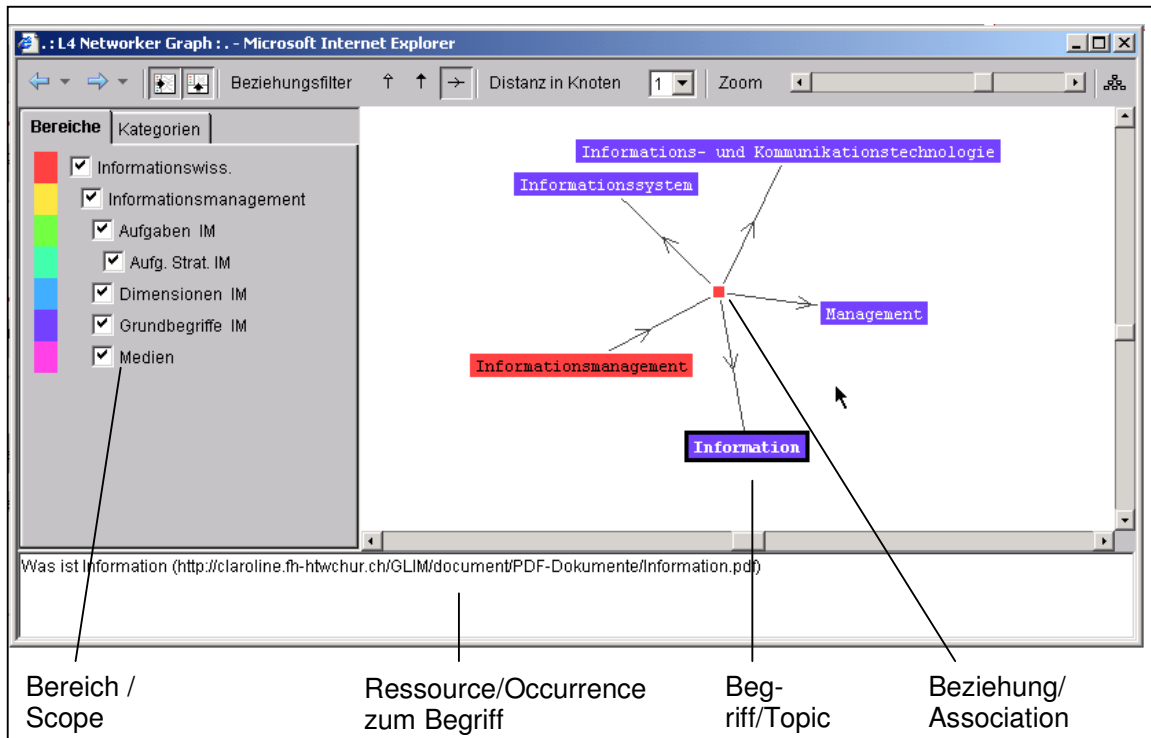 .: L4 Networker Graph : . - Microsoft Internet Explorer
Beziehungsfilter Distanz in Knoten 1 Zoom
Bereiche Kategorien
Informationswiss.
Informationsmanagement
Aufgaben IM
Aufg. Strat. IM
Dimensionen IM
Grundbegriffe IM
Medien
Informations- und Kommunikationstechnologie
Informationssystem
Management
Informationsmanagement
Information
Was ist Information (http://claroline.fh-htwchur.ch/GLIM/document/PDF-Dokumente/Information.pdf)
Bereich /
Scope
Ressource/Occurrence
zum Begriff
Beg-
riff/Topic
Beziehung/
Association